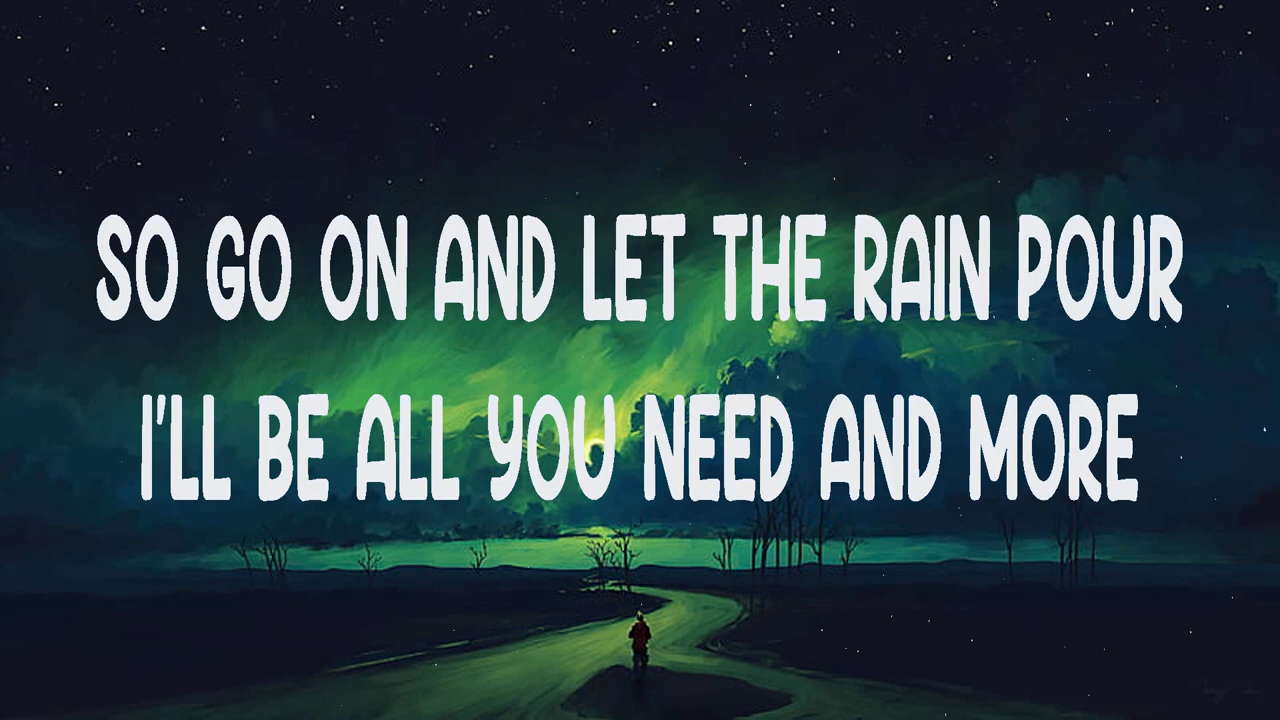 SO GO ON AND LET THE RAIN POUR
I'LL BE ALL YOU NEED AND MORE